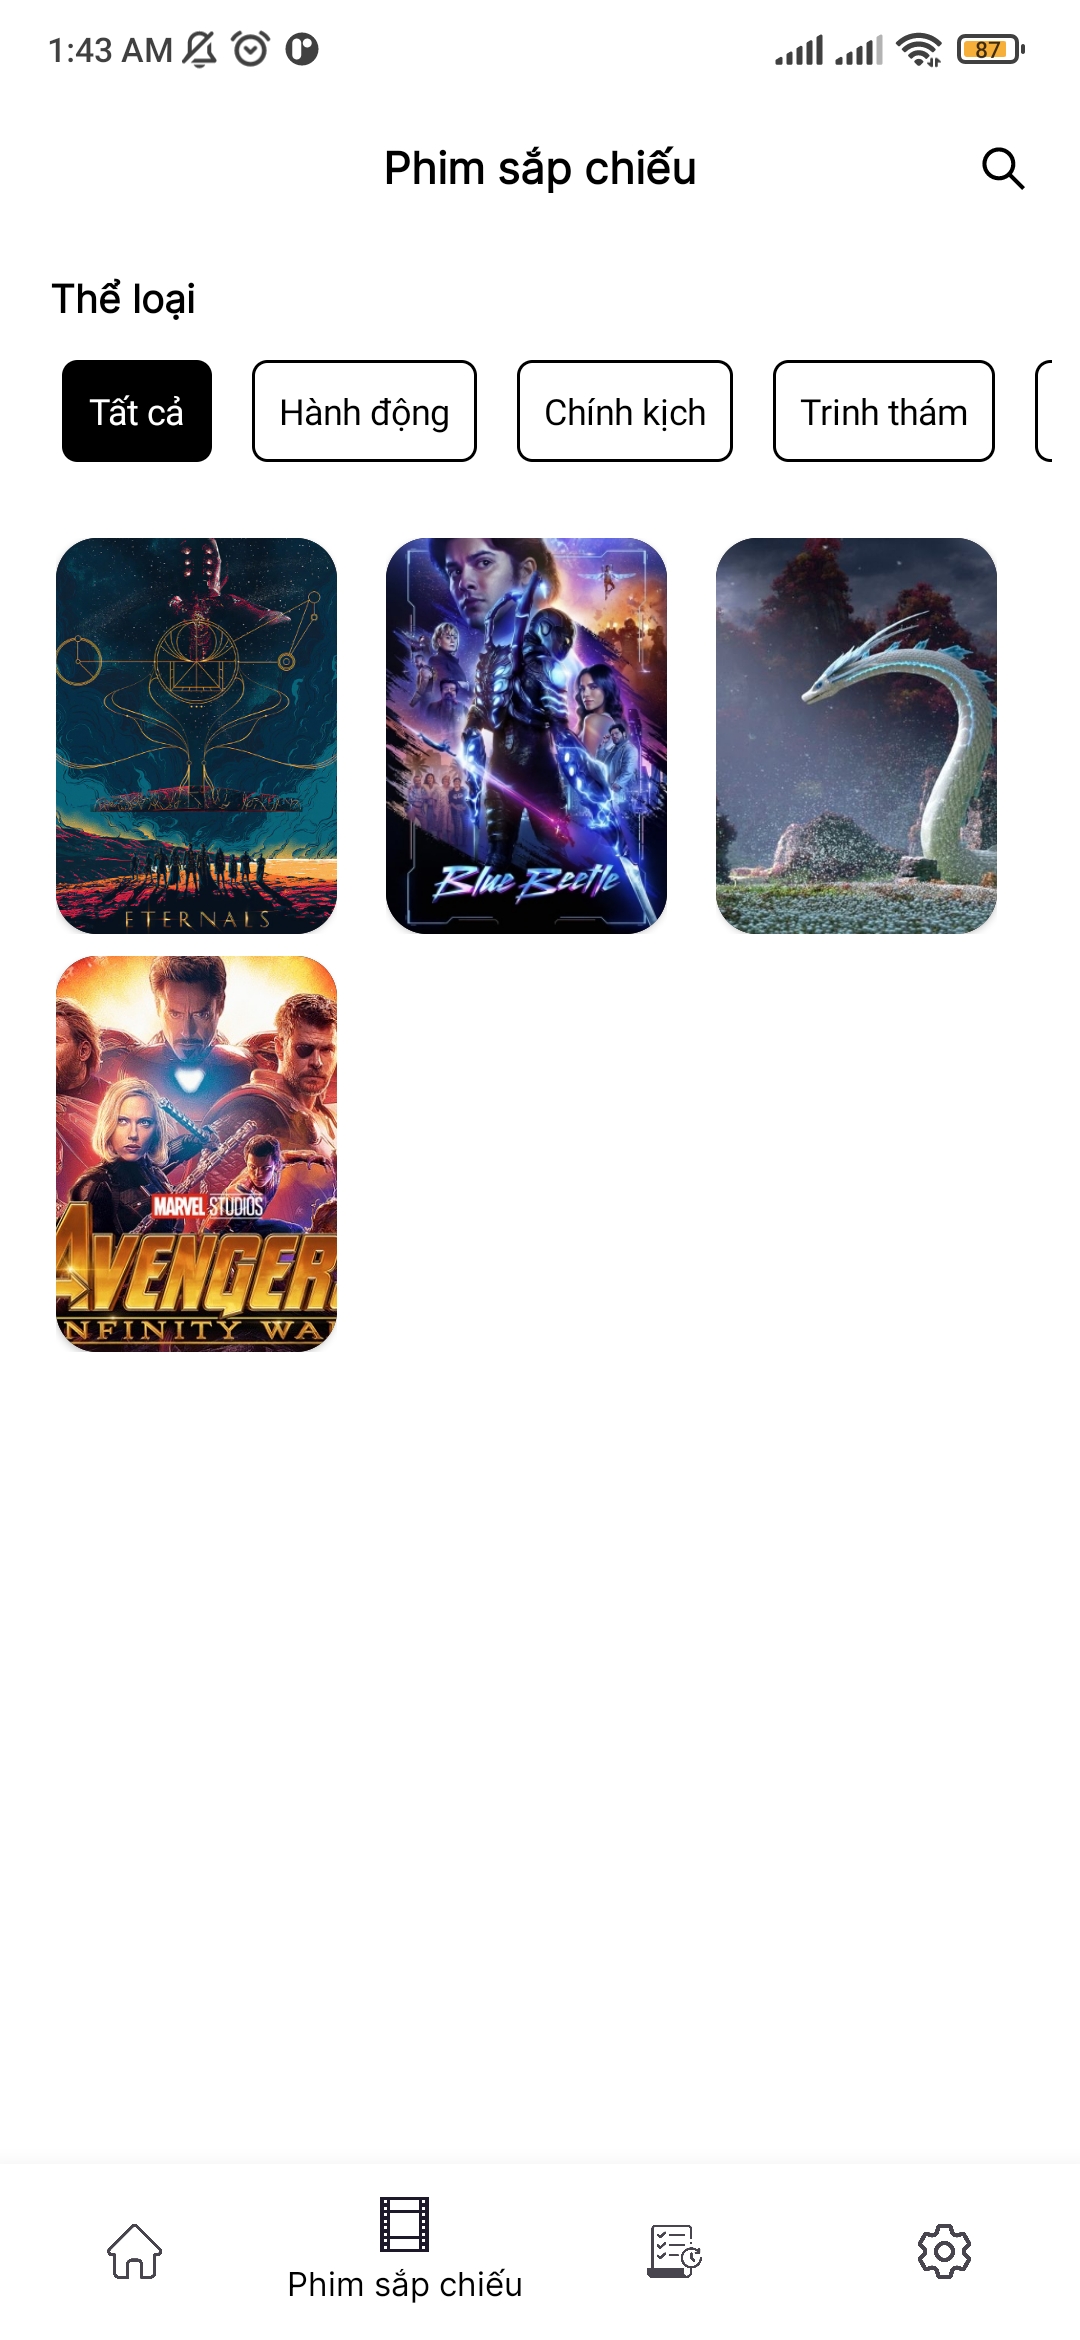 1:43 AM
87
Phim sắp chiếu
Thể loại
Tất cả
Hành động
Chính kịch
Trinh thám
ETERNALS
Blue Beetle
MARVEL STUDIOS
AVENGER
NFINITY WA
Phim sắp chiếu